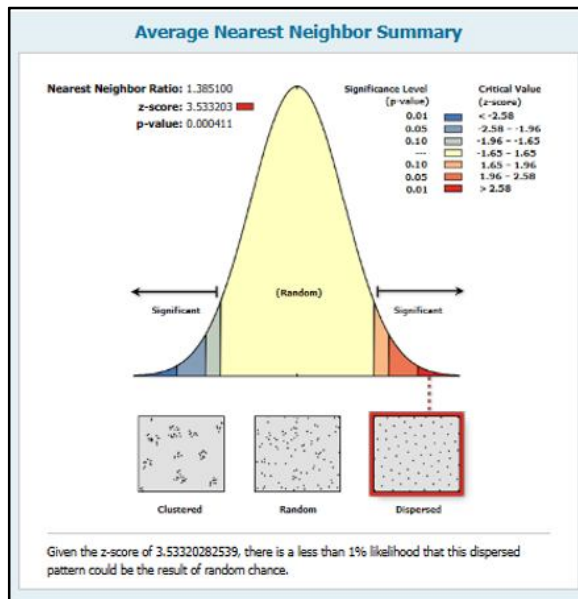 Average Nearest Neighbor Summary
Nearest Neighbor Ratio: 1.385100
z-score: 3.533203
p-value: 0.000411
Significance Level (p-value)
Critical Value (z-score)
0.01 < -2.58
0.05 -2.58 – -1.96
0.10 -1.96 – -1.65
--- -1.65 – 1.65
0.10 1.65 – 1.96
0.05 1.96 – 2.58
0.01 > 2.58
Significant
(Random)
Significant
Clustered
Random
Dispersed
Given the z-score of 3.53320282539, there is a less than 1% likelihood that this dispersed
pattern could be the result of random chance.